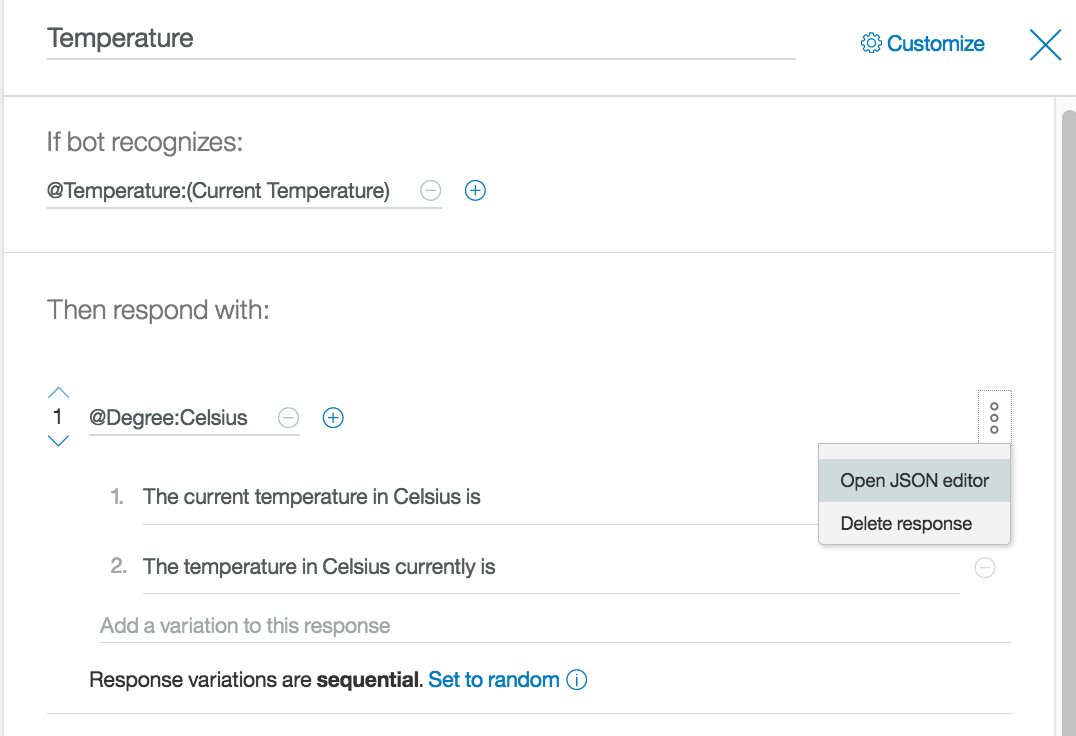 Temperature
Customize
If bot recognizes:
@Temperature:(Current Temperature)
Then respond with:
1 @Degree:Celsius
Open JSON editor
1. The current temperature in Celsius is
Delete response
2. The temperature in Celsius currently is
Add a variation to this response
Response variations are sequential. Set to random